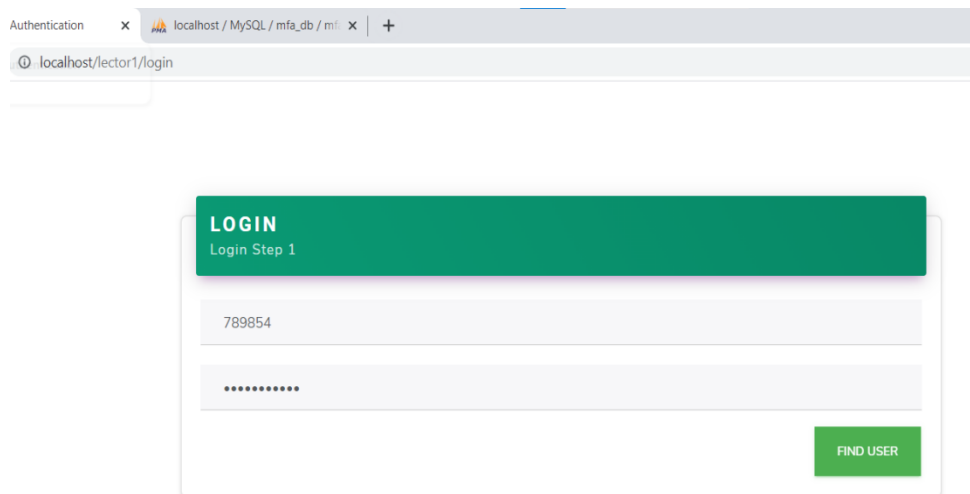 Authentication
localhost / MySQL / mfa_db / mf
localhost/lector1/login
LOGIN
Login Step 1
789854
•••••••••••
FIND USER